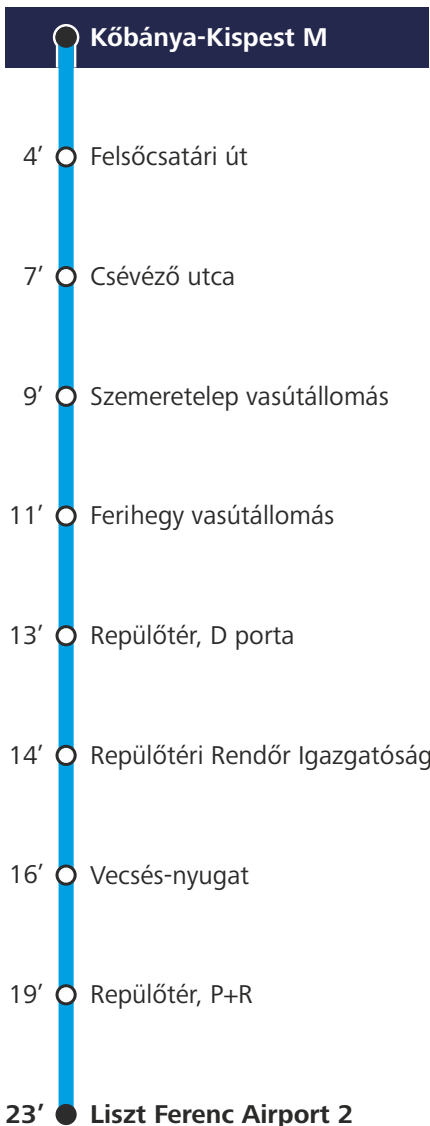 Kőbánya-Kispest M
4’ Felsőcsatári út
7’ Csévéző utca
9’ Szemeretelep vasútállomás
11’ Ferihegy vasútállomás
13’ Repülőtér, D porta
14’ Repülőtéri Rendőr Igazgatóság
16’ Vecsés-nyugat
19’ Repülőtér, P+R
23’ Liszt Ferenc Airport 2